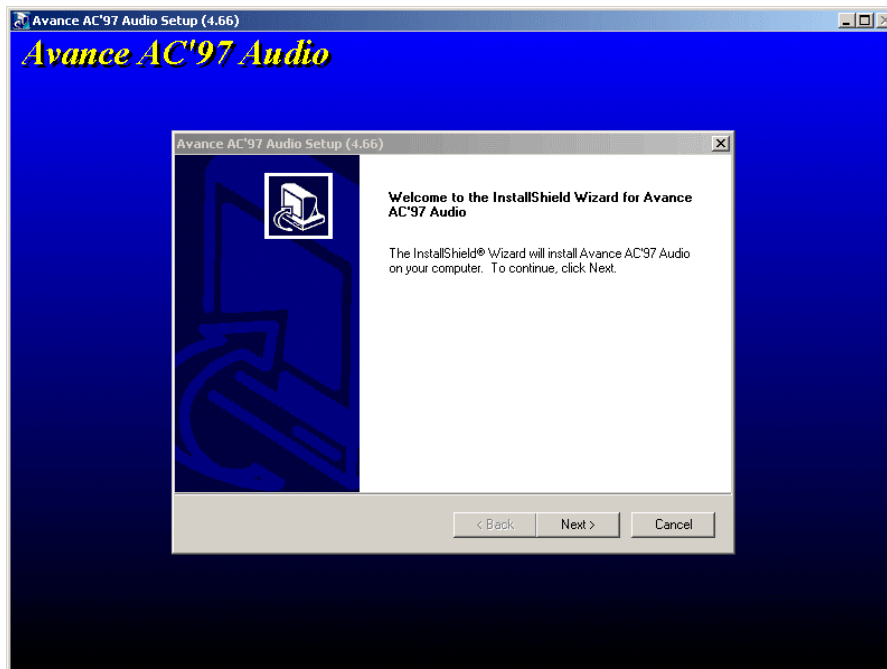 Avance AC'97 Audio Setup (4.66)
Avance AC'97 Audio
Avance AC'97 Audio Setup (4.66)
Welcome to the InstallShield Wizard for Avance
AC'97 Audio
The InstallShield® Wizard will install Avance AC'97 Audio
on your computer. To continue, click Next.
< Back Next > Cancel